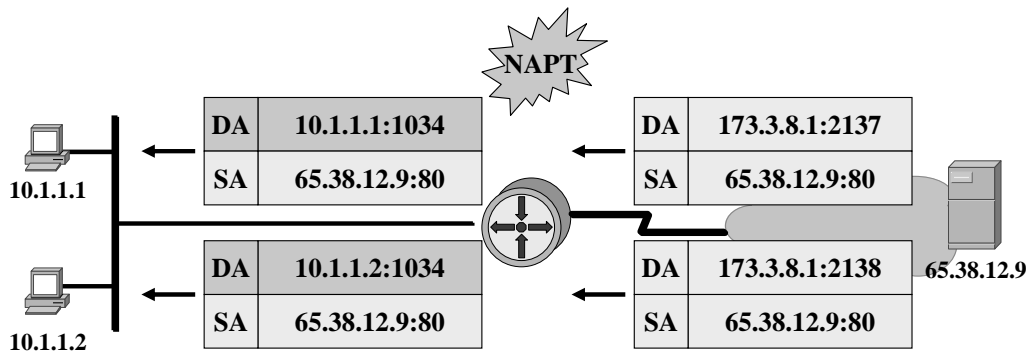 NAPT
DA 10.1.1.1:1034
SA 65.38.12.9:80
DA 173.3.8.1:2137
SA 65.38.12.9:80
10.1.1.1
DA 10.1.1.2:1034
SA 65.38.12.9:80
DA 173.3.8.1:2138
SA 65.38.12.9:80
65.38.12.9
10.1.1.2